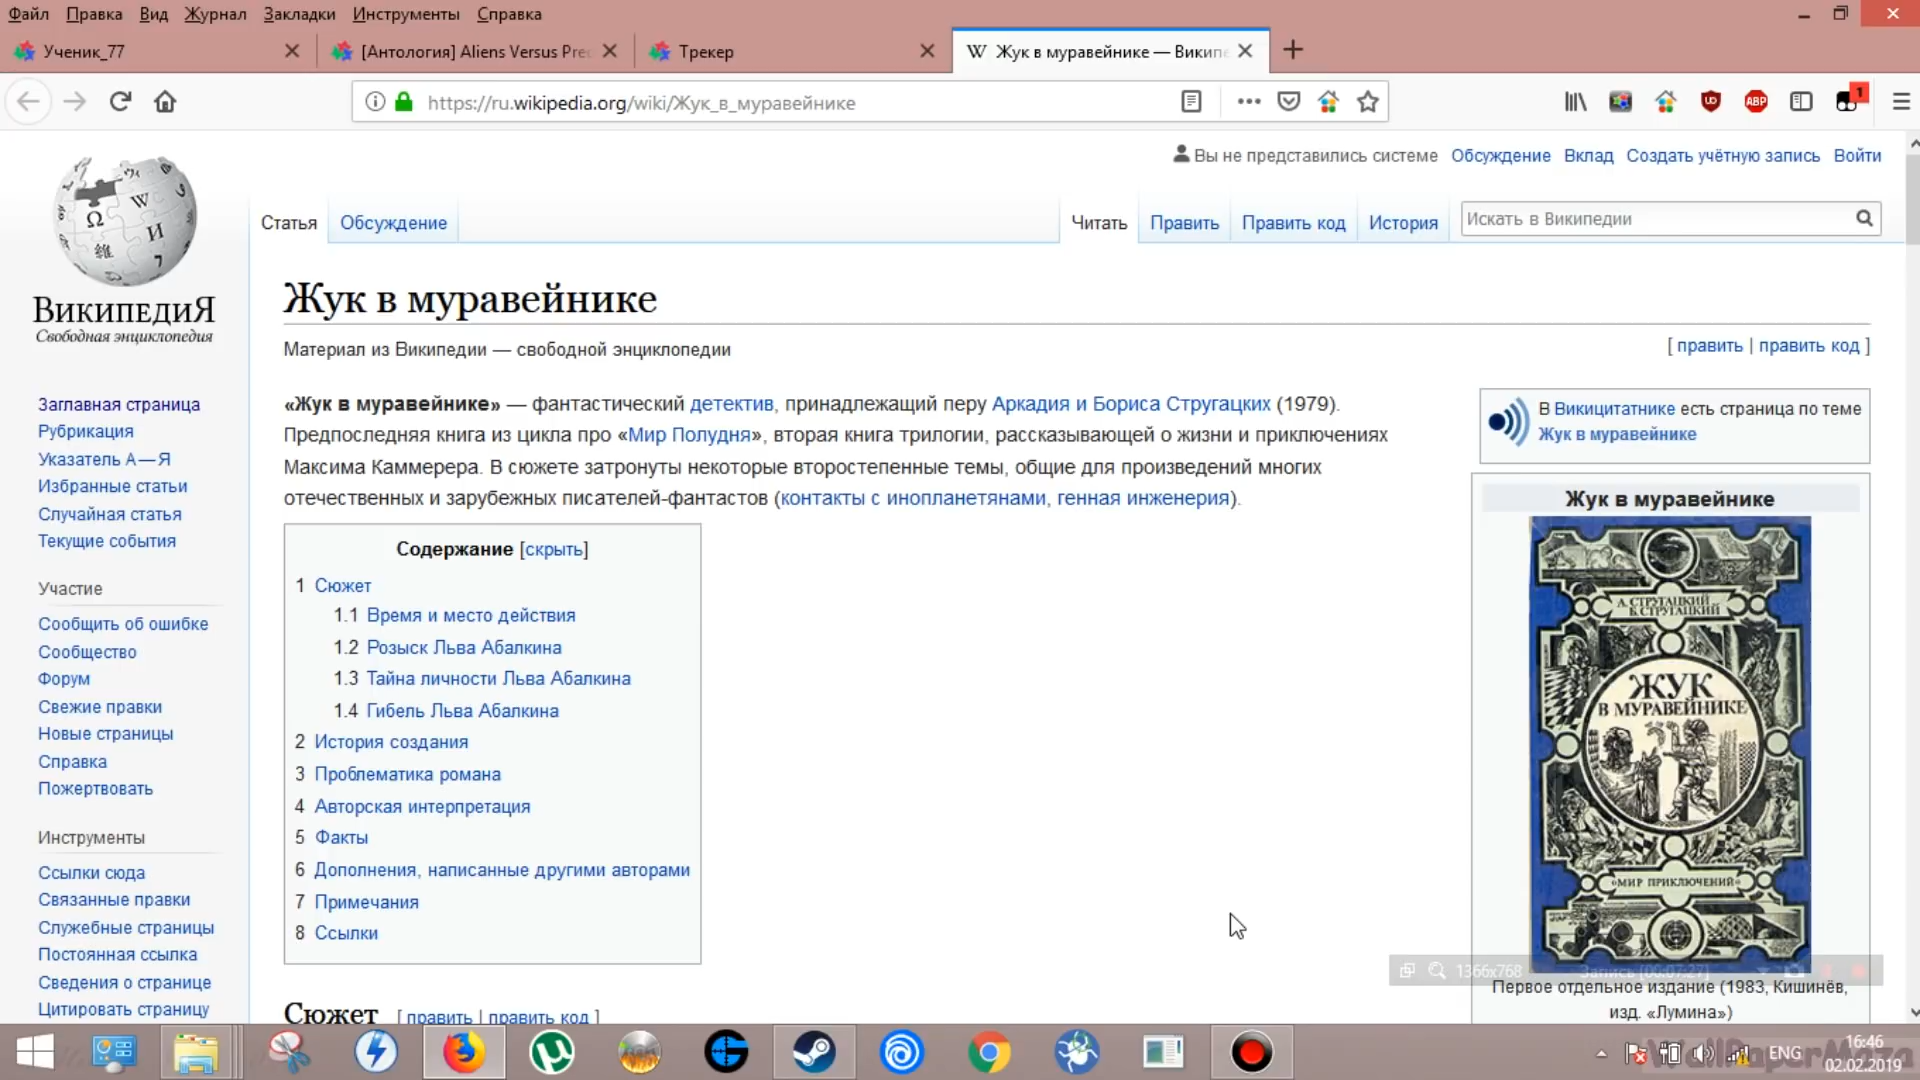 Файл Правка Вид Журнал Закладки Инструменты Справка
Ученик_77
[Антология] Aliens Versus Prec
Трекер
W Жук в муравейнике — Википе
https://ru.wikipedia.org/wiki/Жук_в_муравейнике
UD
ABP
1
Вы не представились системе Обсуждение Вклад Создать учётную запись Войти
Статья Обсуждение
Читать Править Править код История
Искать в Википедии
ВикипедиЯ
Свободная энциклопедия
Заглавная страница
Рубрикация
Указатель А — Я
Избранные статьи
Случайная статья
Текущие события
Участие
Сообщить об ошибке
Сообщество
Форум
Свежие правки
Новые страницы
Справка
Пожертвовать
Инструменты
Ссылки сюда
Связанные правки
Служебные страницы
Постоянная ссылка
Сведения о странице
Цитировать страницу
Жук в муравейнике
Материал из Википедии — свободной энциклопедии
[ править | править код ]
«Жук в муравейнике» — фантастический детектив, принадлежащий перу Аркадия и Бориса Стругацких (1979).
Предпоследняя книга из цикла про «Мир Полудня», вторая книга трилогии, рассказывающей о жизни и приключениях
Максима Каммерера. В сюжете затронуты некоторые второстепенные темы, общие для произведений многих
отечественных и зарубежных писателей-фантастов (контакты с инопланетянами, генная инженерия).
Содержание [скрыть]
1 Сюжет
1.1 Время и место действия
1.2 Розыск Льва Абалкина
1.3 Тайна личности Льва Абалкина
1.4 Гибель Льва Абалкина
2 История создания
3 Проблематика романа
4 Авторская интерпретация
5 Факты
6 Дополнения, написанные другими авторами
7 Примечания
8 Ссылки
Сюжет [ править | править код ]
В Викицитатнике есть страница по теме
Жук в муравейнике
Жук в муравейнике
А. СТРУГАЦКИЙ
Б. СТРУГАЦКИЙ
ЖУК
В МУРАВЕЙНИКЕ
«МИР ПРИКЛЮЧЕНИЙ»
1366x768 Запись [00:07:27]
Первое отдельное издание (1983, Кишинёв,
изд. «Лумина»)
ENG
16:46
02.02.2019